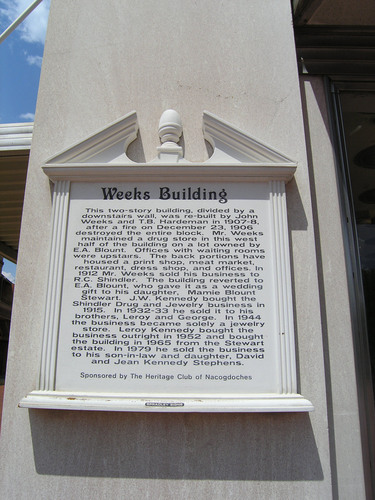 Weeks Building
This two-story building, divided by a
downstairs wall, was re-built by John
Weeks and T.B. Hardeman in 1907-8,
after a fire on December 23, 1906
destroyed the entire block. Mr. Weeks
maintained a drug store in this west
half of the building on a lot owned by
E.A. Blount. Offices with waiting rooms
were upstairs. The back portions have
housed a print shop, meat market,
restaurant, dress shop, and offices. In
1912 Mr. Weeks sold his business to
R.C. Shindler. The building reverted to
E.A. Blount, who gave it as a wedding
gift to his daughter, Mamie Blount
Stewart. J.W. Kennedy bought the
Shindler Drug and Jewelry business in
1915. In 1932-33 he sold it to his
brothers, Leroy and George. In 1944
the business became solely a jewelry
store. Leroy Kennedy bought the
business outright in 1952 and bought
the building in 1965 from the Stewart
estate. In 1979 he sold the business
to his son-in-law and daughter, David
and Jean Kennedy Stephens.
Sponsored by The Heritage Club of Nacogdoches